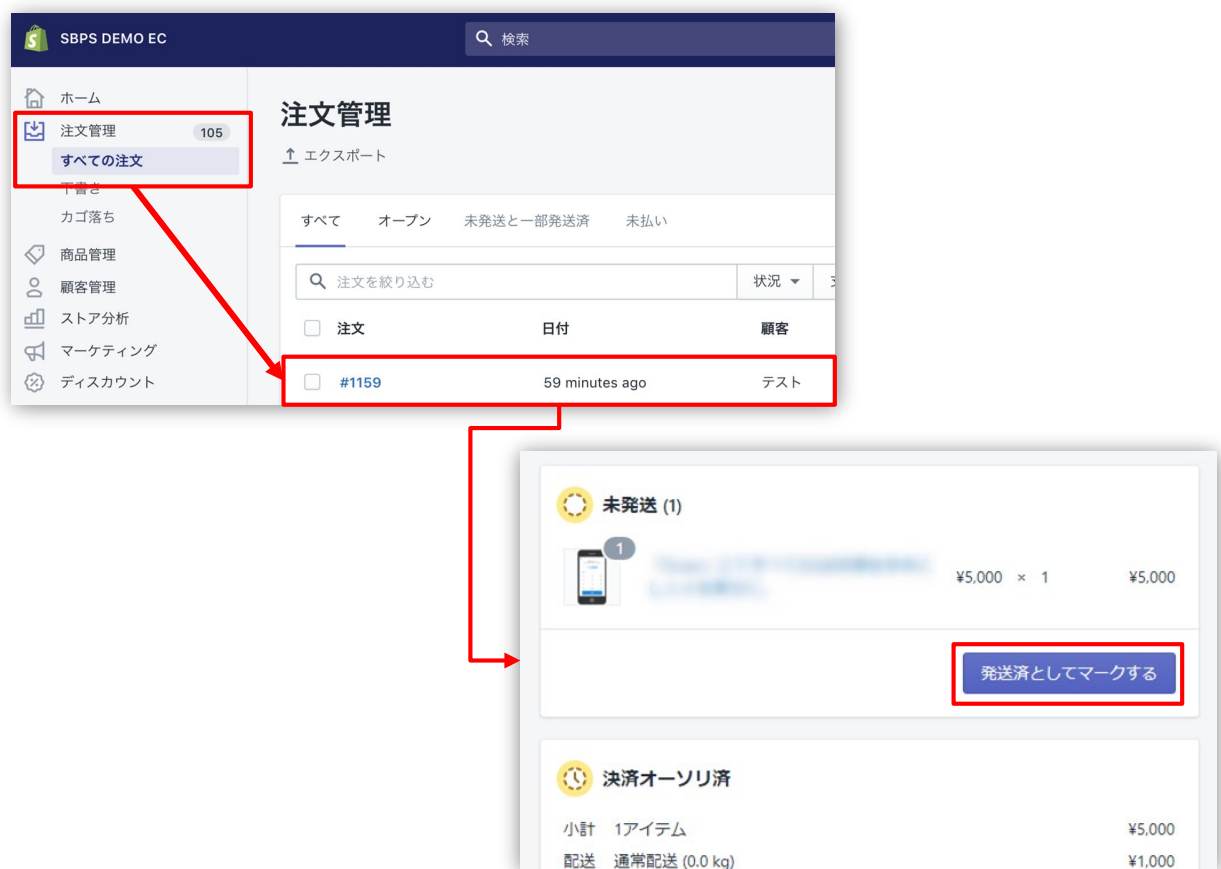 SBPS DEMO EC
検索
ホーム
注文管理 105
すべての注文
下書き
カゴ落ち
商品管理
顧客管理
ストア分析
マーケティング
ディスカウント
注文管理
エクスポート
すべて オープン 未発送と一部発送済 未払い
注文を絞り込む 状況
注文 日付 顧客
#1159 59 minutes ago テスト
未発送 (1)
1
¥5,000 × 1 ¥5,000
発送済としてマークする
決済オーソリ済
小計 1アイテム ¥5,000
配送 通常配送 (0.0 kg) ¥1,000